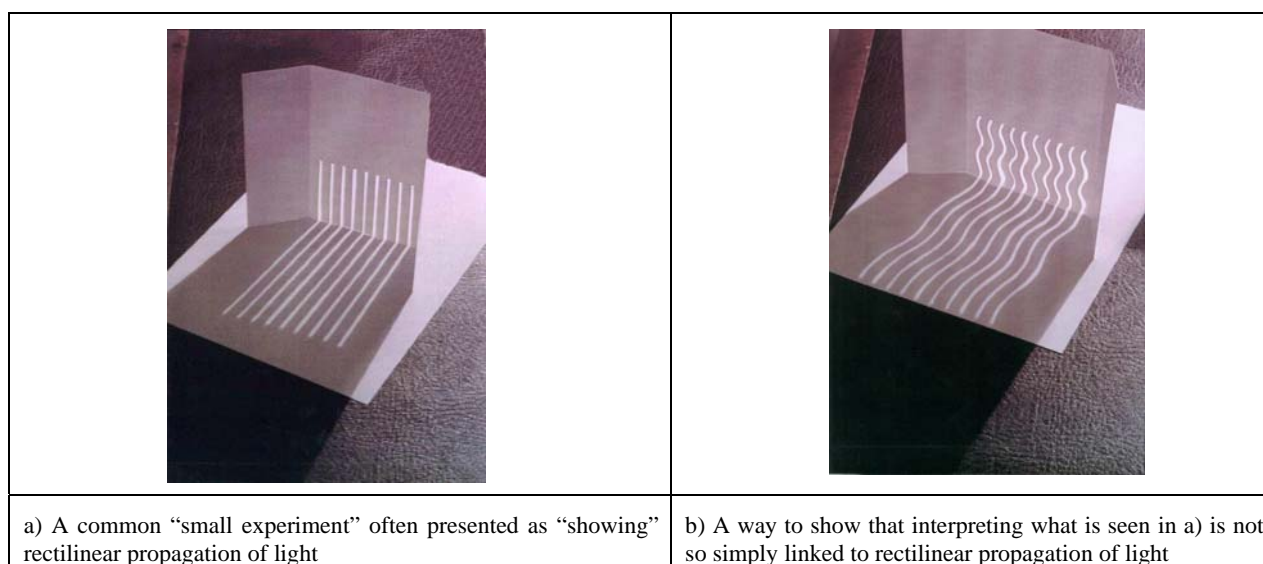 a) A common “small experiment” often presented as “showing”
rectilinear propagation of light
b) A way to show that interpreting what is seen in a) is not
so simply linked to rectilinear propagation of light